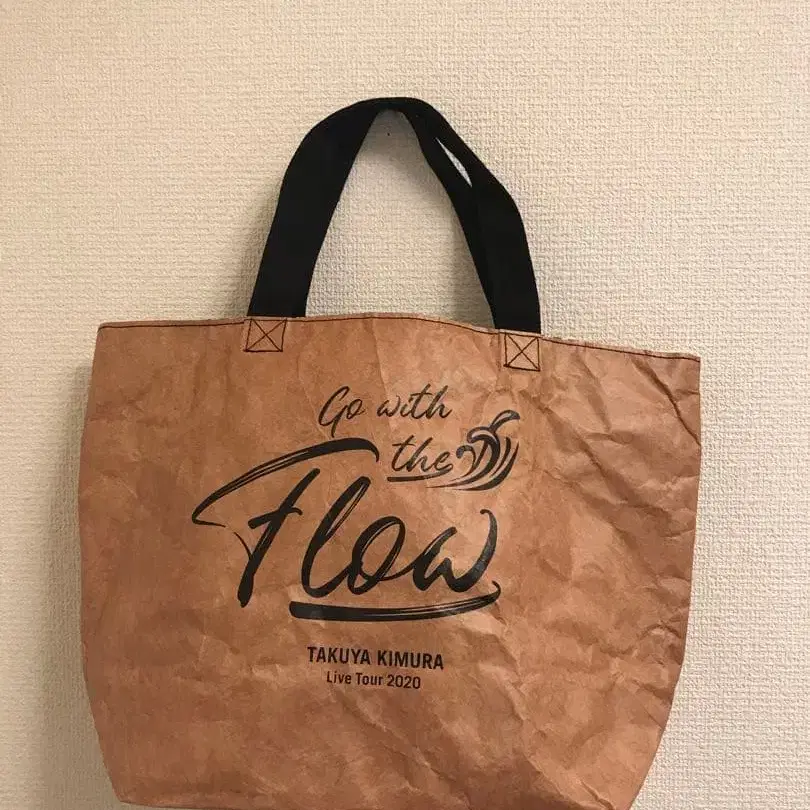 Go with
the
Flow
TAKUYA KIMURA
Live Tour 2020